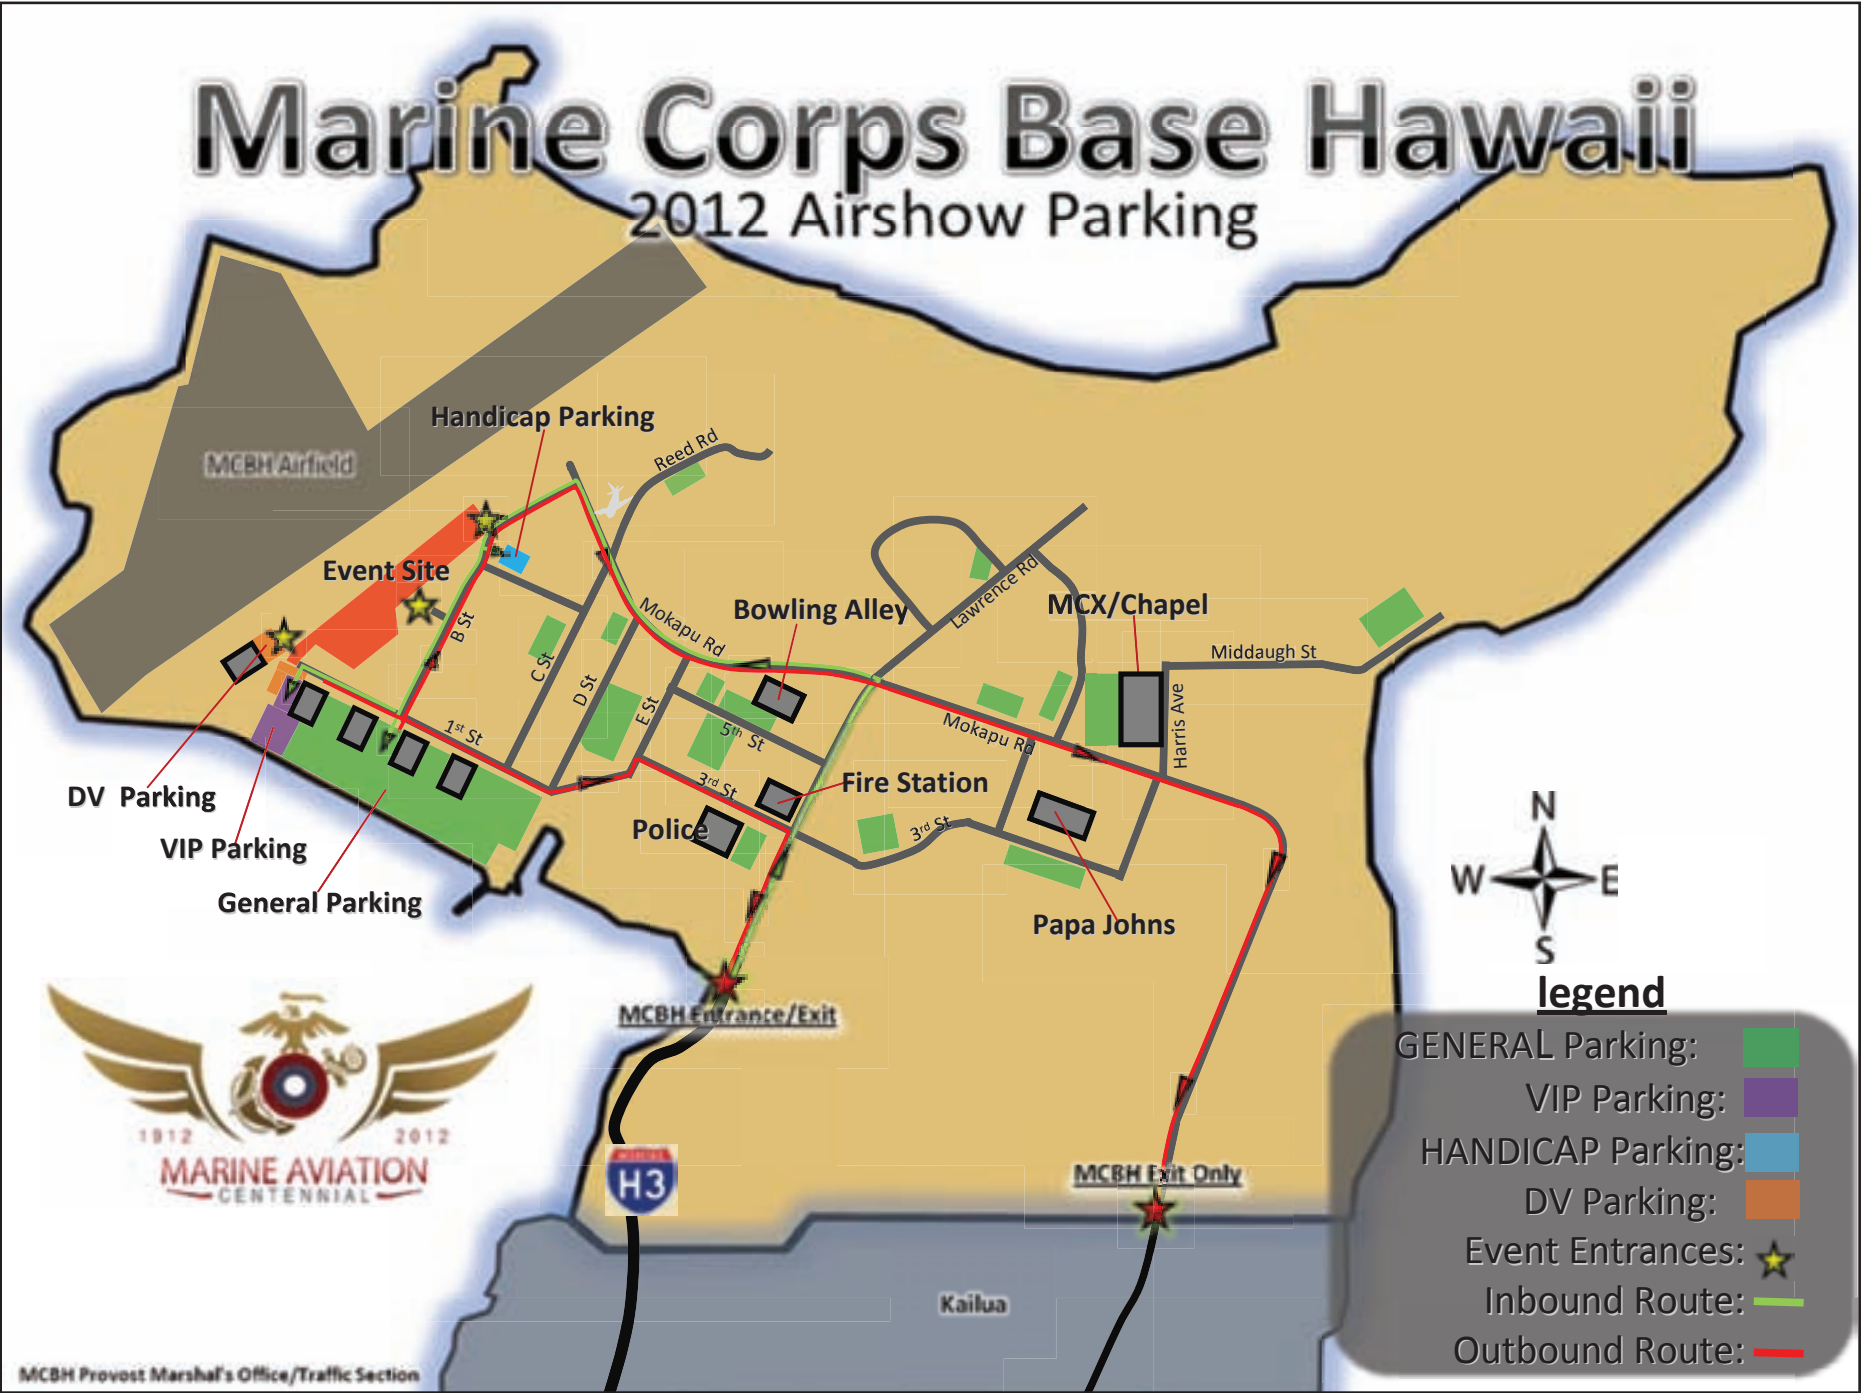 Marine Corps Base Hawaii
2012 Airshow Parking
Handicap Parking
Reed Rd
MCBH Airfield
Event Site
B St
C St
D St
E St
Mokapu Rd
Bowling Alley
Lawrence Rd
MCX/Chapel
Middaugh St
Harris Ave
Mokapu Rd
1st St
5th St
3rd St
Fire Station
Police
3rd St
Papa Johns
DV Parking
VIP Parking
General Parking
MCBH Entrance/Exit
H3
MCBH Exit Only
Kailua
N
W
E
S
1912
2012
MARINE AVIATION
CENTENNIAL
legend
GENERAL Parking:
VIP Parking:
HANDICAP Parking:
DV Parking:
Event Entrances:
Inbound Route:
Outbound Route:
MCBH Provost Marshal's Office/Traffic Section